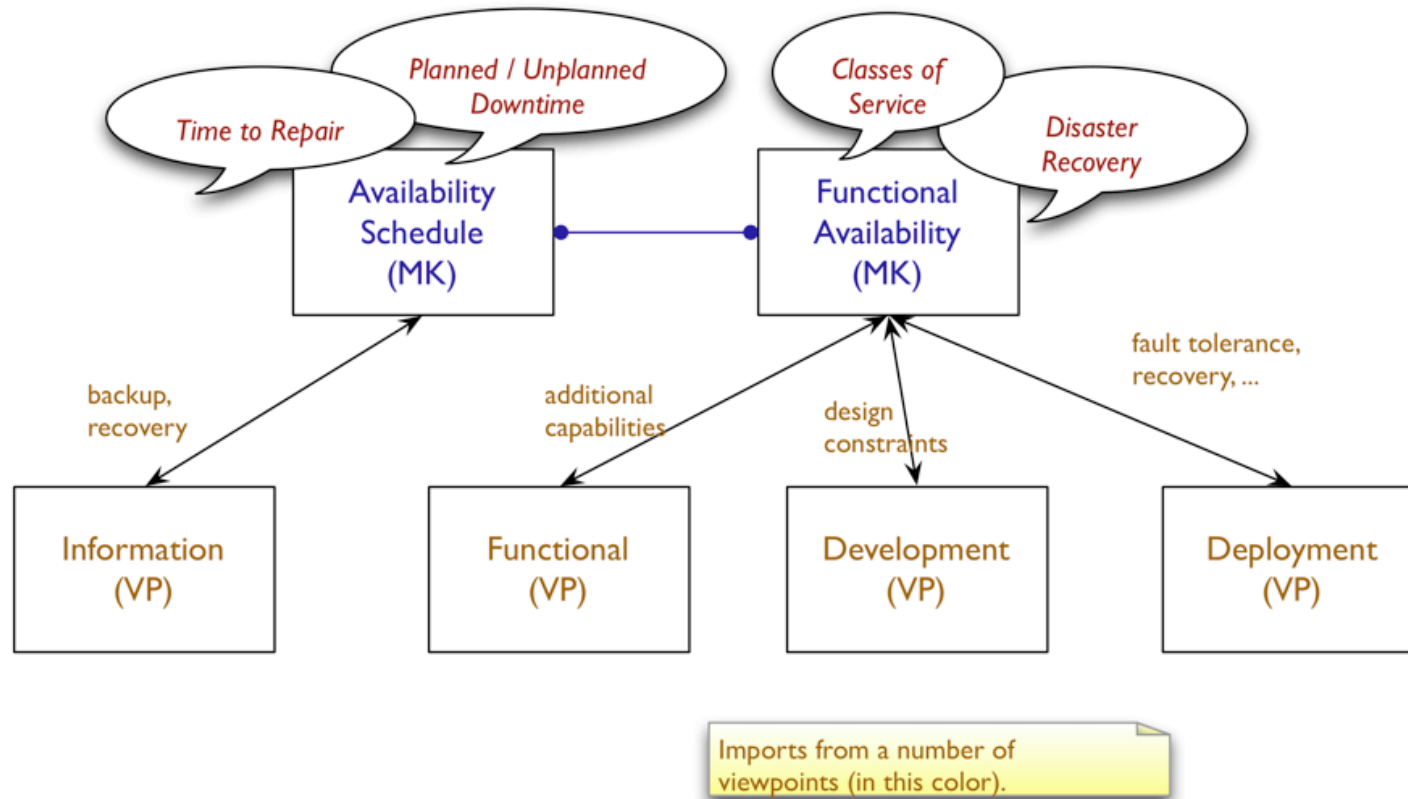 Planned / Unplanned
Downtime
Classes of
Service
Time to Repair
Disaster
Recovery
Availability
Schedule
(MK)
Functional
Availability
(MK)
fault tolerance,
recovery, ...
backup,
recovery
additional
capabilities
design
constraints
Information
(VP)
Functional
(VP)
Development
(VP)
Deployment
(VP)
Imports from a number of
viewpoints (in this color).